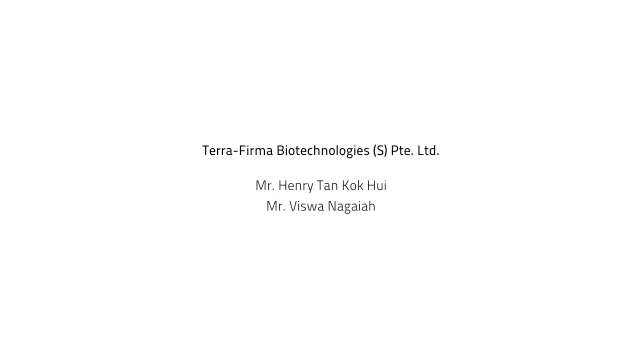 Terra-Firma Biotechnologies (S) Pte. Ltd.
Mr. Henry Tan Kok Hui
Mr. Viswa Nagaiah